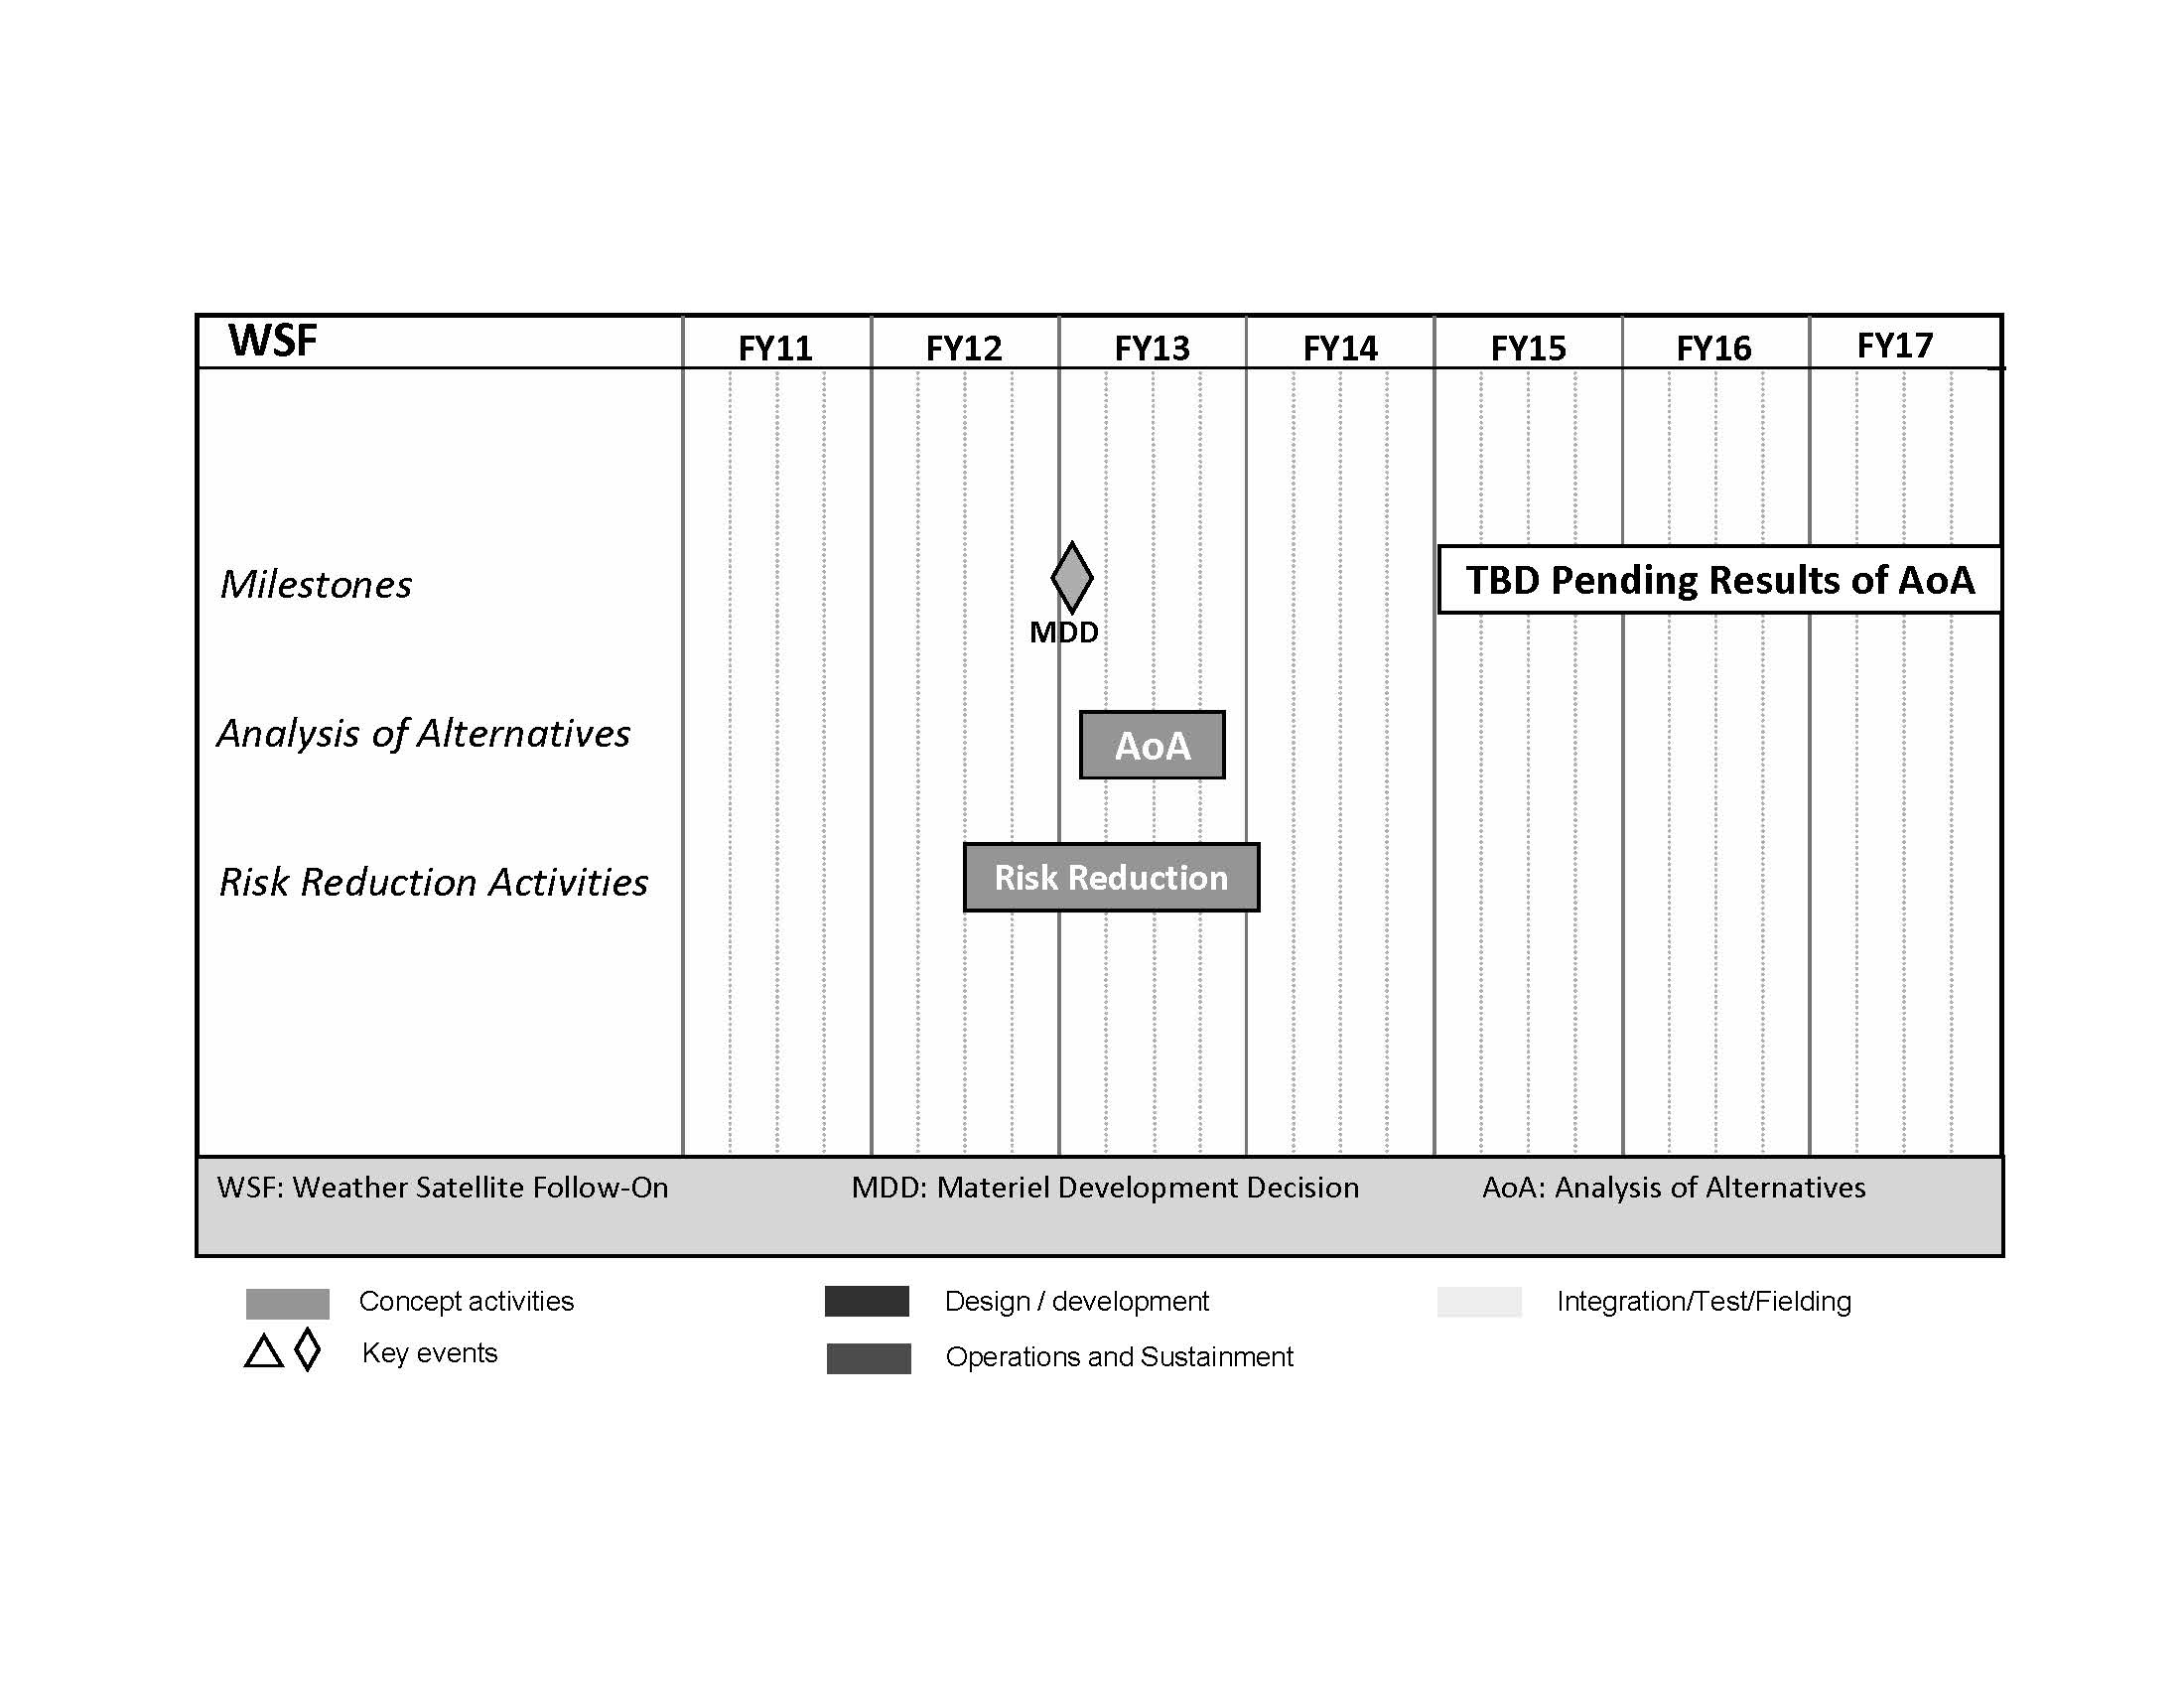 WSF FY11 FY12 FY13 FY14 FY15 FY16 FY17
Milestones
MDD
TBD Pending Results of AoA
Analysis of Alternatives
AoA
Risk Reduction Activities
Risk Reduction
WSF: Weather Satellite Follow-On MDD: Materiel Development Decision AoA: Analysis of Alternatives
Concept activities Design / development Integration/Test/Fielding
Key events Operations and Sustainment